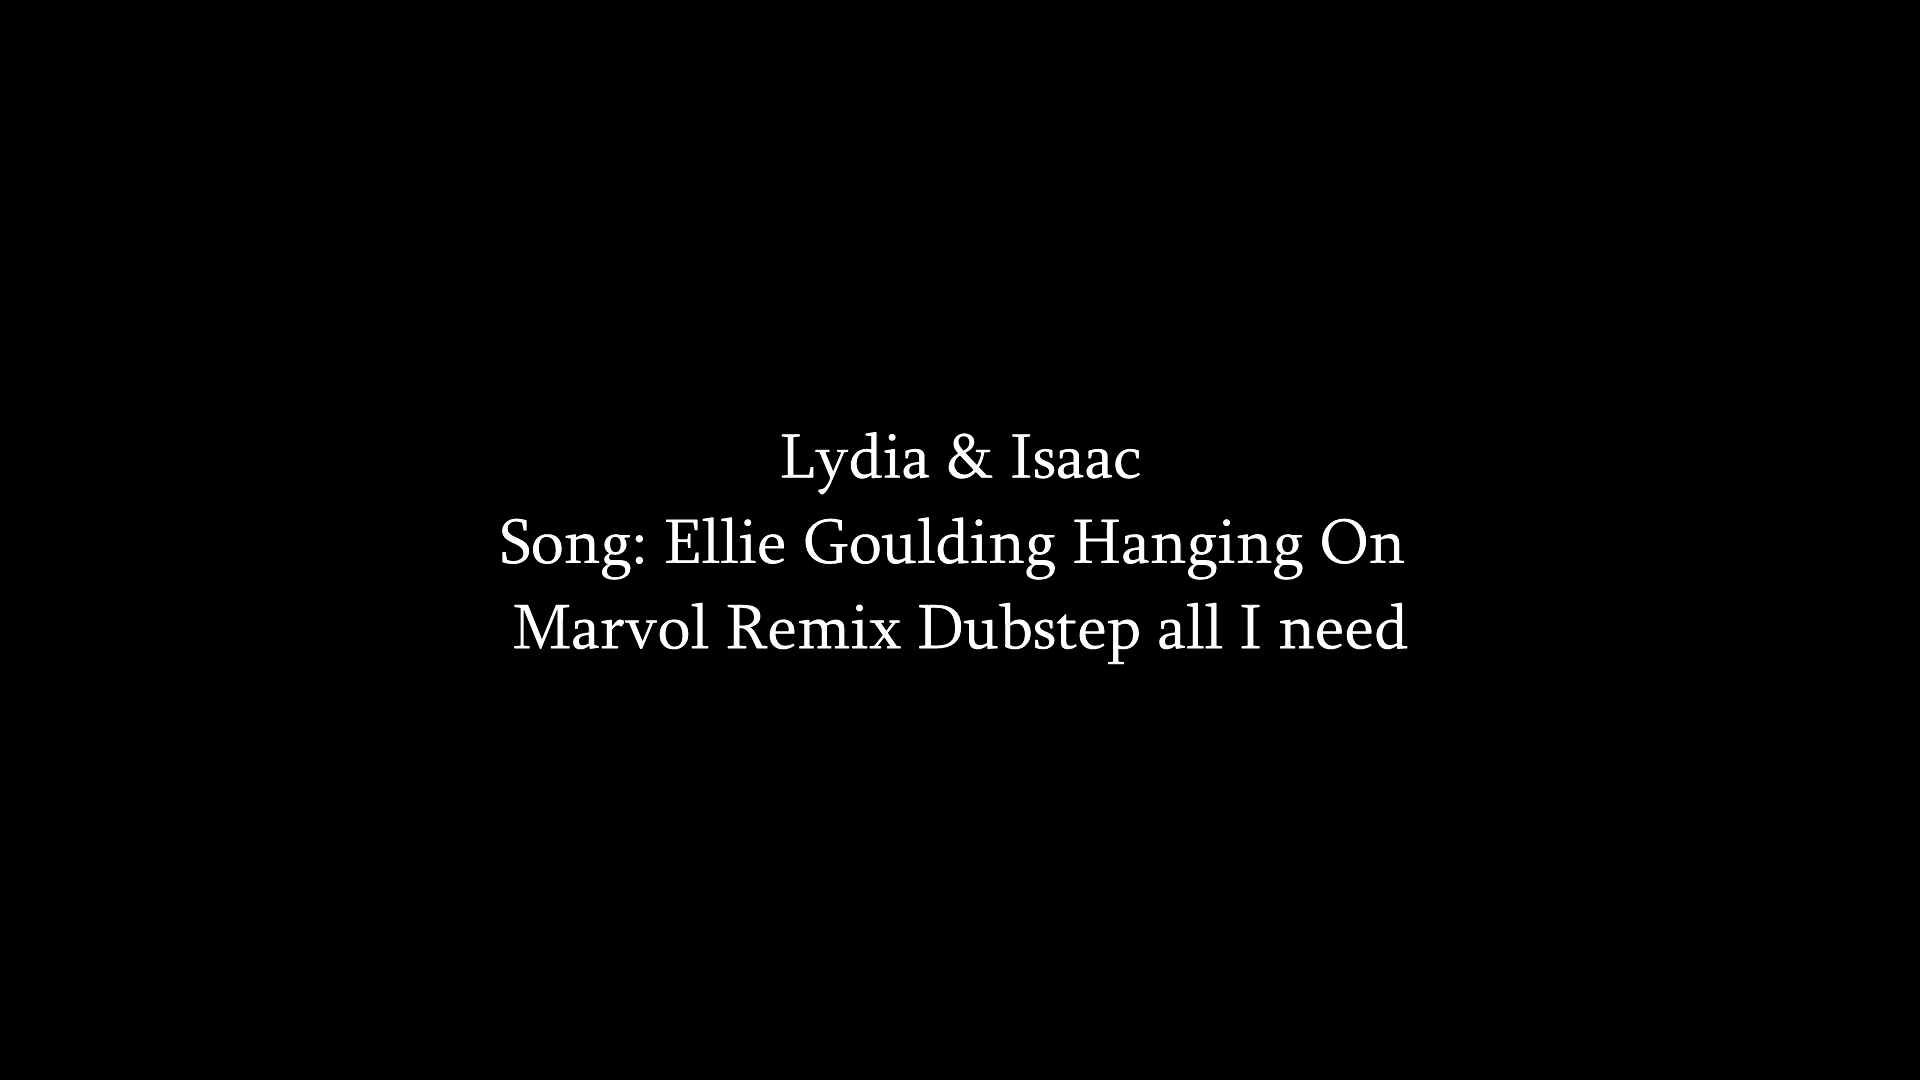 Lydia & Isaac
Song: Ellie Goulding Hanging On
Marvol Remix Dubstep all I need